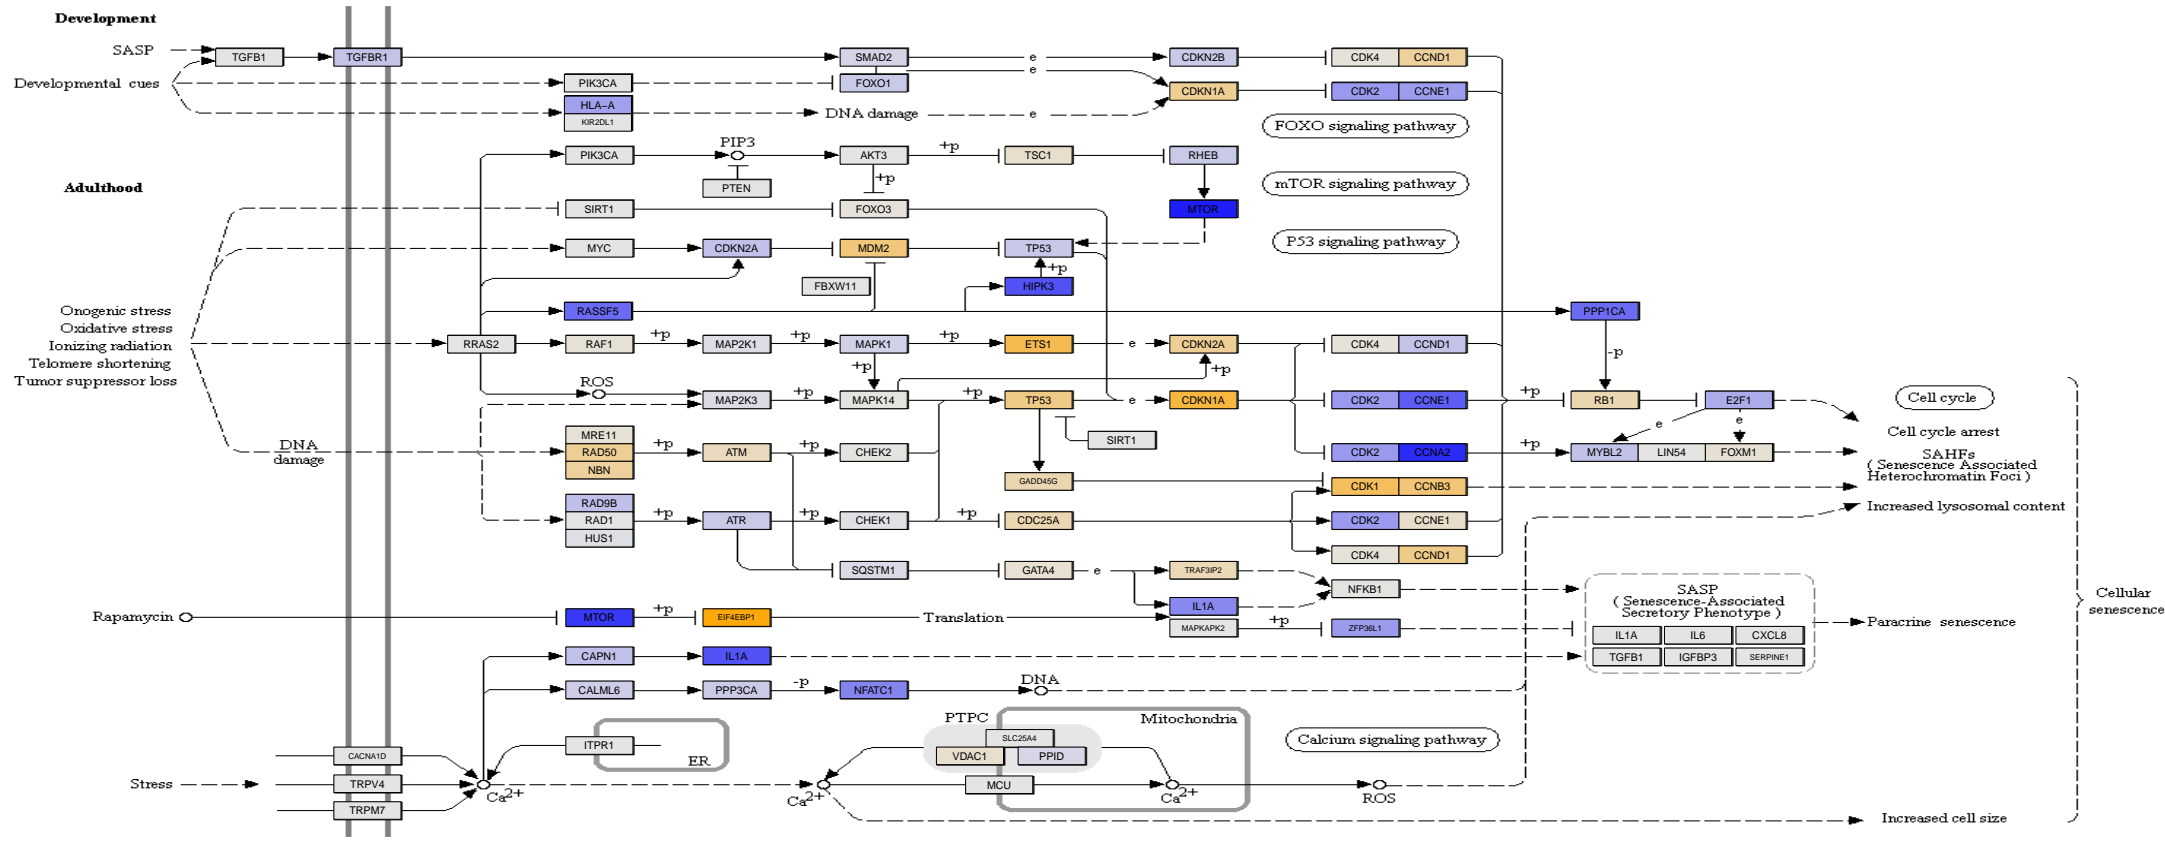 Development
SASP
TGFB1
TGFBR1
SMAD2
e
e
CDKN2B
CDK4
CCND1
Developmental cues
PIK3CA
FOXO1
CDKN1A
CDK2
CCNE1
HLA-A
KIR2DL1
DNA damage
e
FOXO signaling pathway
PIP3
PIK3CA
AKT3
+p
TSC1
RHEB
PTEN
+p
mTOR signaling pathway
Adulthood
SIRT1
FOXO3
MTOR
MYC
CDKN2A
MDM2
TP53
P53 signaling pathway
+p
FBXW11
HIPK3
Onogenic stress
Oxidative stress
Ionizing radiation
Telomere shortening
Tumor suppressor loss
RASSF5
PPP1CA
RRAS2
RAF1
+p
MAP2K1
+p
MAPK1
+p
ETS1
e
CDKN2A
CDK4
CCND1
-p
+p
+p
ROS
MAP2K3
+p
MAPK14
+p
TP53
e
CDKN1A
CDK2
CCNE1
+p
RB1
E2F1
Cell cycle
e
e
Cell cycle arrest
DNA
damage
MRE11
RAD50
NBN
+p
ATM
+p
CHEK2
SIRT1
CDK2
CCNA2
+p
MYBL2
LIN54
FOXM1
SAHFs
( Senescence Associated
Heterochromatin Foci )
GADD45G
CDK1
CCNB3
RAD9B
RAD1
HUS1
+p
ATR
+p
CHEK1
+p
CDC25A
CDK2
CCNE1
Increased lysosomal content
CDK4
CCND1
SQSTM1
GATA4
e
TRAF3IP2
NFKB1
IL1A
SASP
( Senescence-Associated
Secretory Phenotype )
Cellular
senescence
Rapamycin
MTOR
+p
EIF4EBP1
Translation
MAPKAPK2
+p
ZFP36L1
Paracrine senescence
IL1A
IL6
CXCL8
TGFB1
IGFBP3
SERPINE1
CAPN1
IL1A
CALML6
PPP3CA
-p
NFATC1
DNA
PTPC
Mitochondria
SLC25A4
VDAC1
PPID
Calcium signaling pathway
ITPR1
ER
CACNA1D
Stress
TRPV4
Ca2+
Ca2+
MCU
Ca2+
ROS
TRPM7
Increased cell size